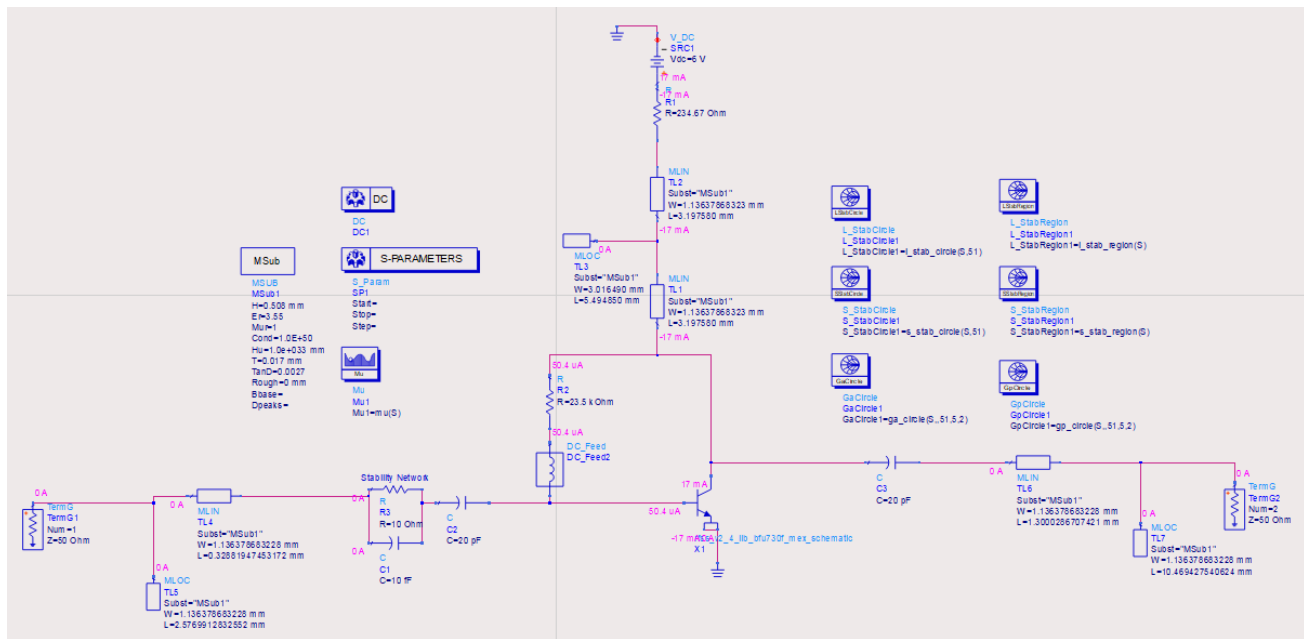 V_DC
SRC1
Vdc=6 V
17 mA
-17 mA
R
R1
R=234.67 Ohm
MLIN
TL2
Subst="MSub1"
W=1.13637868323 mm
L=3.197580 mm
-17 mA
0 A
MLOC
TL3
Subst="MSub1"
W=3.016490 mm
L=5.494850 mm
MLIN
TL1
Subst="MSub1"
W=1.13637868323 mm
L=3.197580 mm
-17 mA
DC
DC
DC1
MSub
MSUB
MSub1
H=0.508 mm
Er=3.55
Mur=1
Cond=1.0E+50
Hu=1.0e+033 mm
T=0.017 mm
TanD=0.0027
Rough=0 mm
Bbase=
Dpeaks=
S-PARAMETERS
S_Param
SP1
Start=
Stop=
Step=
Mu
Mu
Mu1
Mu1=mu(S)
LStabCircle
L_StabCircle
L_StabCircle1
L_StabCircle1=l_stab_circle(S,51)
LStabRegion
L_StabRegion
L_StabRegion1
L_StabRegion1=l_stab_region(S)
SStabCircle
S_StabCircle
S_StabCircle1
S_StabCircle1=s_stab_circle(S,51)
SStabRegion
S_StabRegion
S_StabRegion1
S_StabRegion1=s_stab_region(S)
GaCircle
GaCircle
GaCircle1
GaCircle1=ga_circle(S,,51,5,2)
GpCircle
GpCircle
GpCircle1
GpCircle1=gp_circle(S,,51,5,2)
50.4 uA
R
R2
R=23.5 kOhm
50.4 uA
DC_Feed
DC_Feed2
0 A
TermG
TermG1
Num=1
Z=50 Ohm
MLIN
TL4
Subst="MSub1"
W=1.136378683228 mm
L=0.32881947453172 mm
0 A
MLOC
TL5
Subst="MSub1"
W=1.136378683228 mm
L=2.5769912832552 mm
Stability Network
0 A
R
R3
R=10 Ohm
0 A
C
C1
C=10 fF
C
C2
C=20 pF
17 mA
50.4 uA
-17 mA
X1
C
C3
C=20 pF
0 A
MLIN
TL6
Subst="MSub1"
W=1.136378683228 mm
L=1.3000286707421 mm
0 A
TermG
TermG2
Num=2
Z=50 Ohm
0 A
MLOC
TL7
Subst="MSub1"
W=1.136378683228 mm
L=10.469427840624 mm